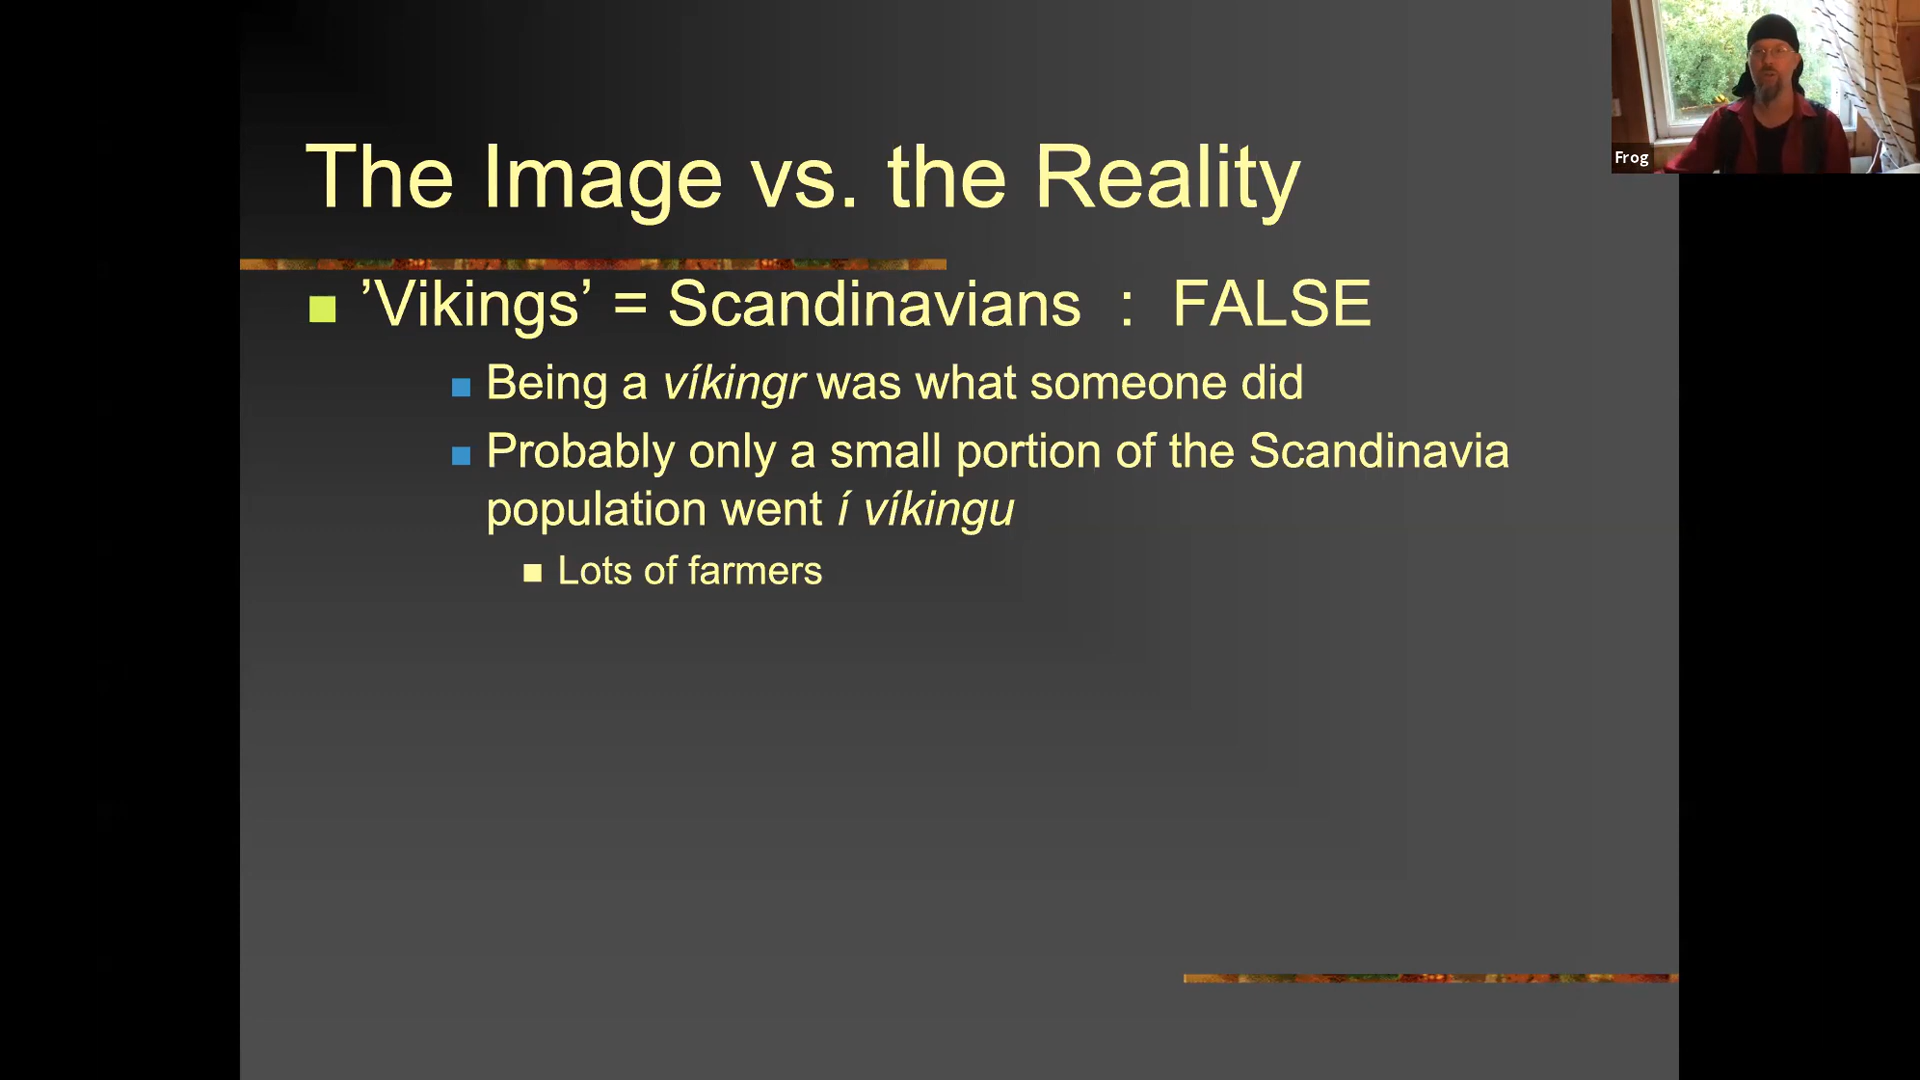 The Image vs. the Reality
’Vikings’ = Scandinavians : FALSE
Being a víkingr was what someone did
Probably only a small portion of the Scandinavia
population went í víkingu
Lots of farmers
Frog